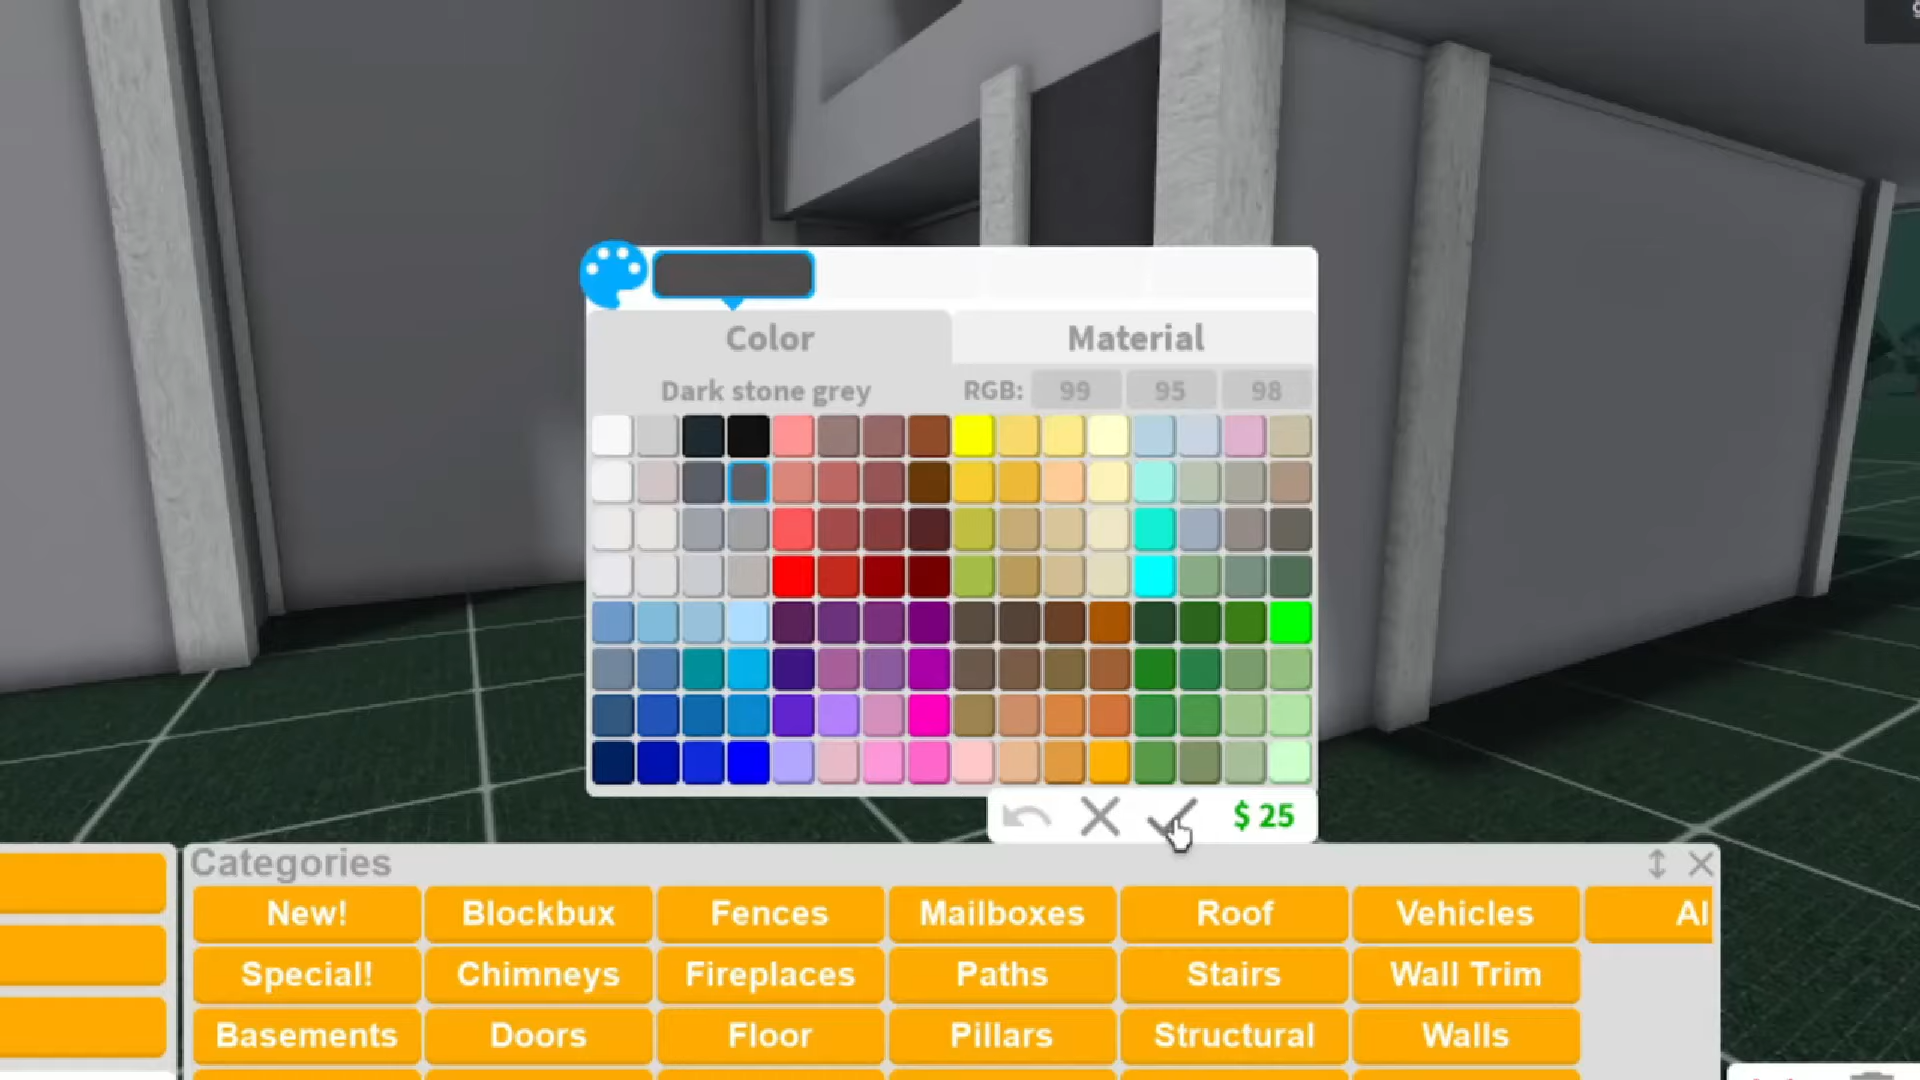 Color
Material
Dark stone grey
RGB: 99 95 98
$ 25
Categories
New! Blockbux Fences Mailboxes Roof Vehicles
Special! Chimneys Fireplaces Paths Stairs Wall Trim
Basements Doors Floor Pillars Structural Walls